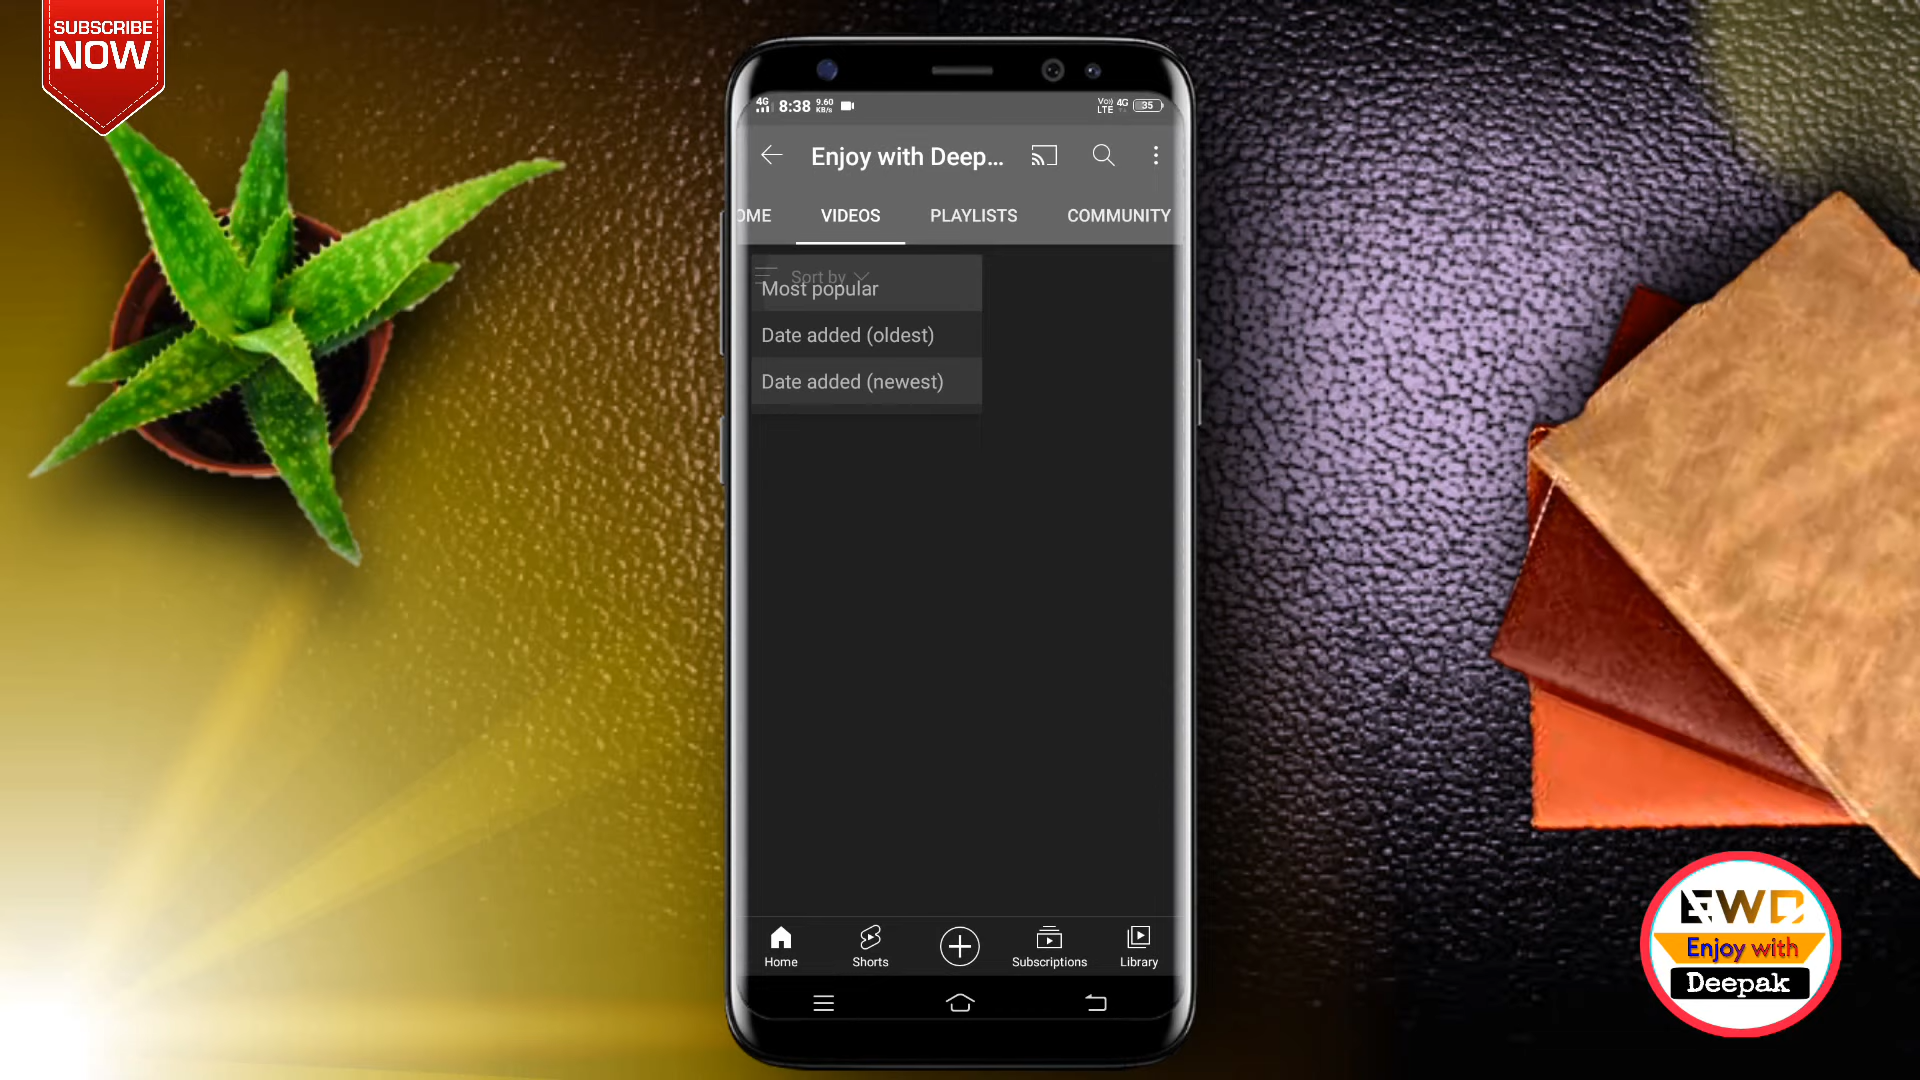 SUBSCRIBE
NOW
4G 8:38 9.60 KB/s
VoD LTE 4G 35
Enjoy with Deep...
OME VIDEOS PLAYLISTS COMMUNITY
Sort by
Most popular
Date added (oldest)
Date added (newest)
Home Shorts Subscriptions Library
EWD
Enjoy with
Deepak